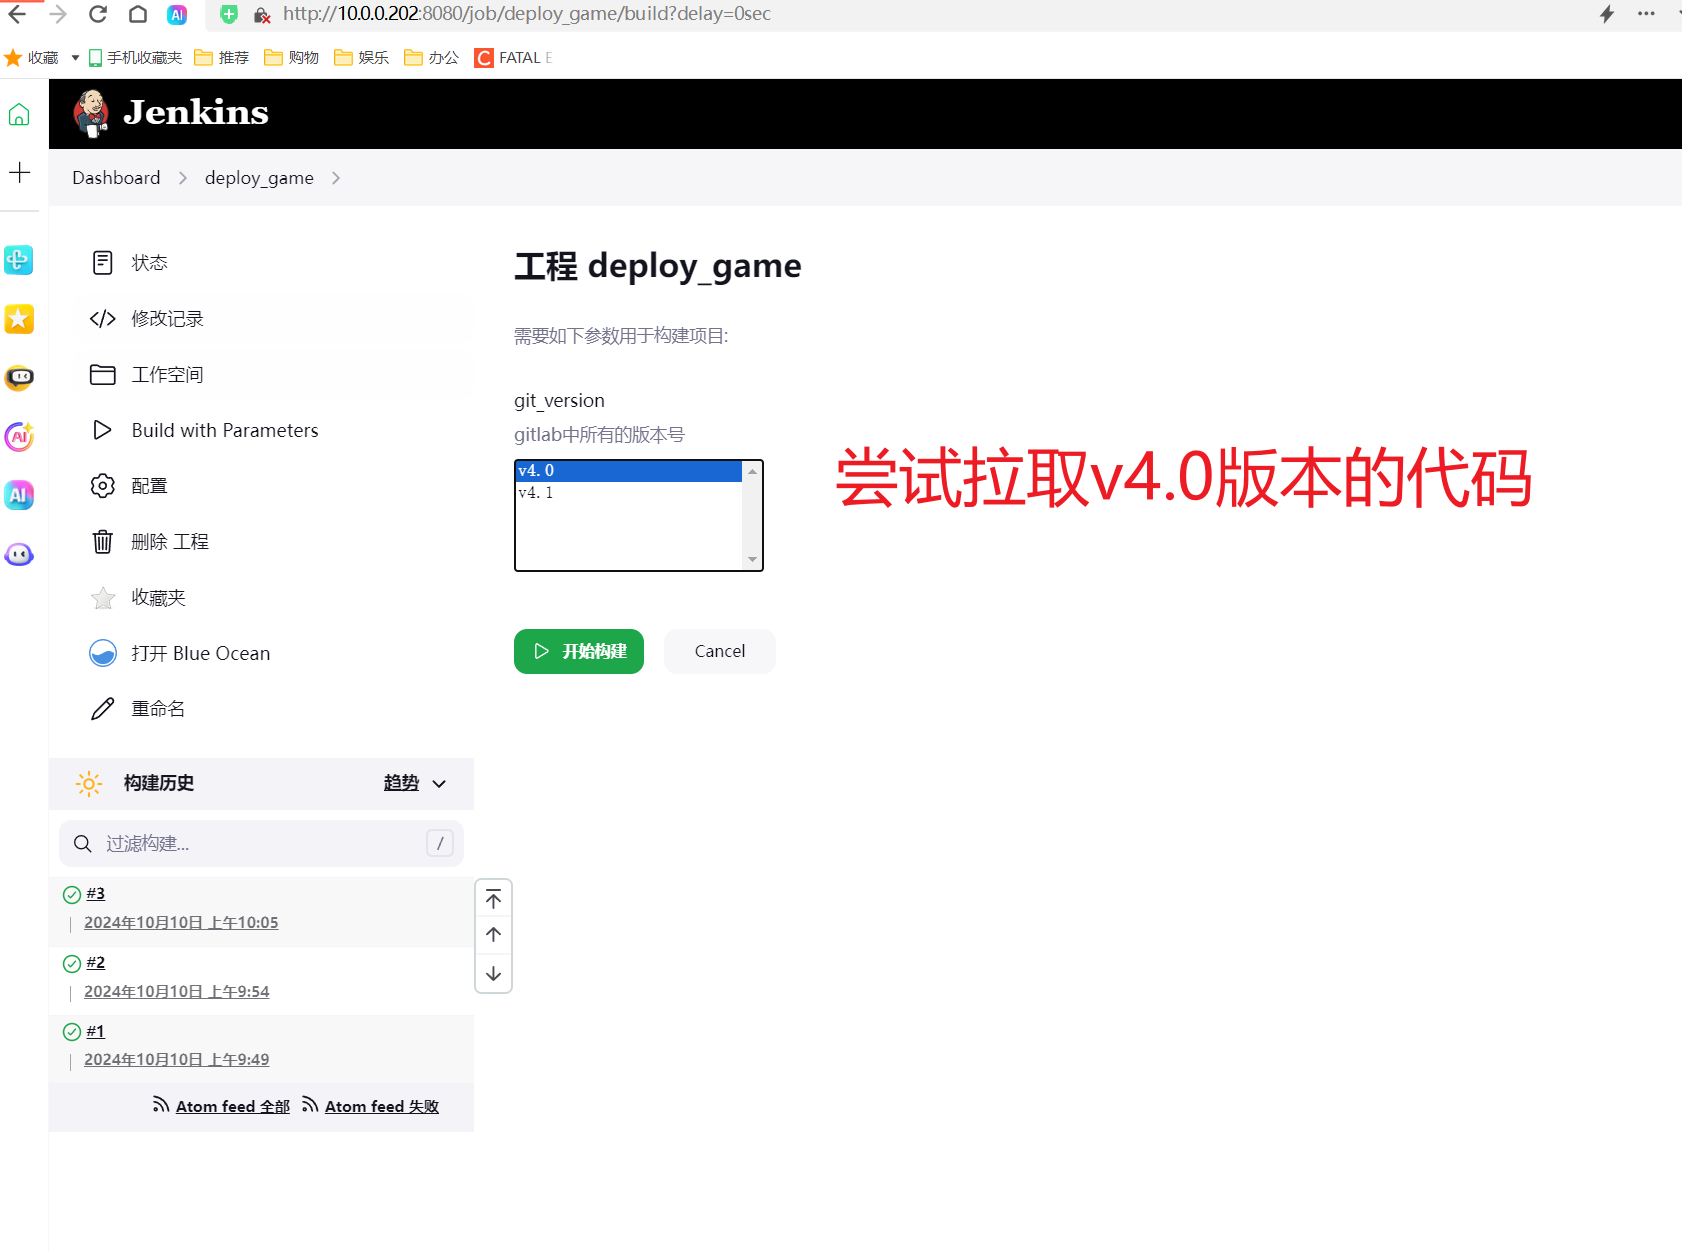 http://10.0.0.202:8080/job/deploy_game/build?delay=0sec
收藏 手机收藏夹 推荐 购物 娱乐 办公 FATAL E
Jenkins
Dashboard deploy_game
状态
修改记录
工作空间
Build with Parameters
配置
删除 工程
收藏夹
打开 Blue Ocean
重命名
构建历史 趋势
过滤构建... /
#3
2024年10月10日 上午10:05
#2
2024年10月10日 上午9:54
#1
2024年10月10日 上午9:49
Atom feed 全部 Atom feed 失败
工程 deploy_game
需要如下参数用于构建项目:
git_version
gitlab中所有的版本号
v4.0
v4.1
尝试拉取v4.0版本的代码
开始构建 Cancel
AI
AI
AI